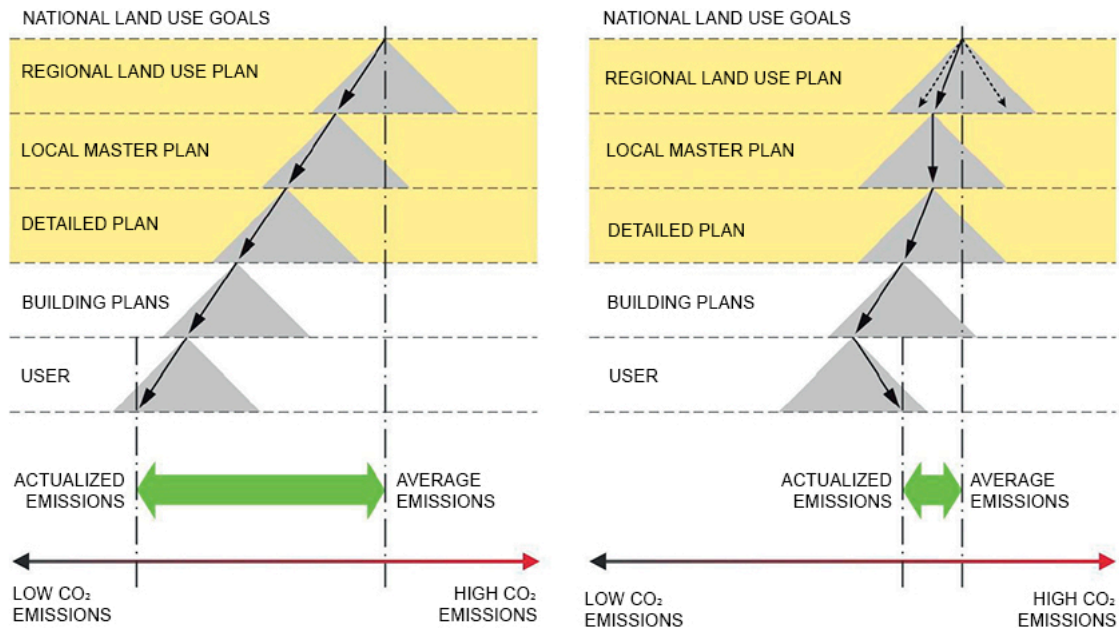 NATIONAL LAND USE GOALS
REGIONAL LAND USE PLAN
LOCAL MASTER PLAN
DETAILED PLAN
BUILDING PLANS
USER
ACTUALIZED
EMISSIONS
AVERAGE
EMISSIONS
LOW CO₂
EMISSIONS
HIGH CO₂
EMISSIONS
NATIONAL LAND USE GOALS
REGIONAL LAND USE PLAN
LOCAL MASTER PLAN
DETAILED PLAN
BUILDING PLANS
USER
ACTUALIZED
EMISSIONS
AVERAGE
EMISSIONS
LOW CO₂
EMISSIONS
HIGH CO₂
EMISSIONS